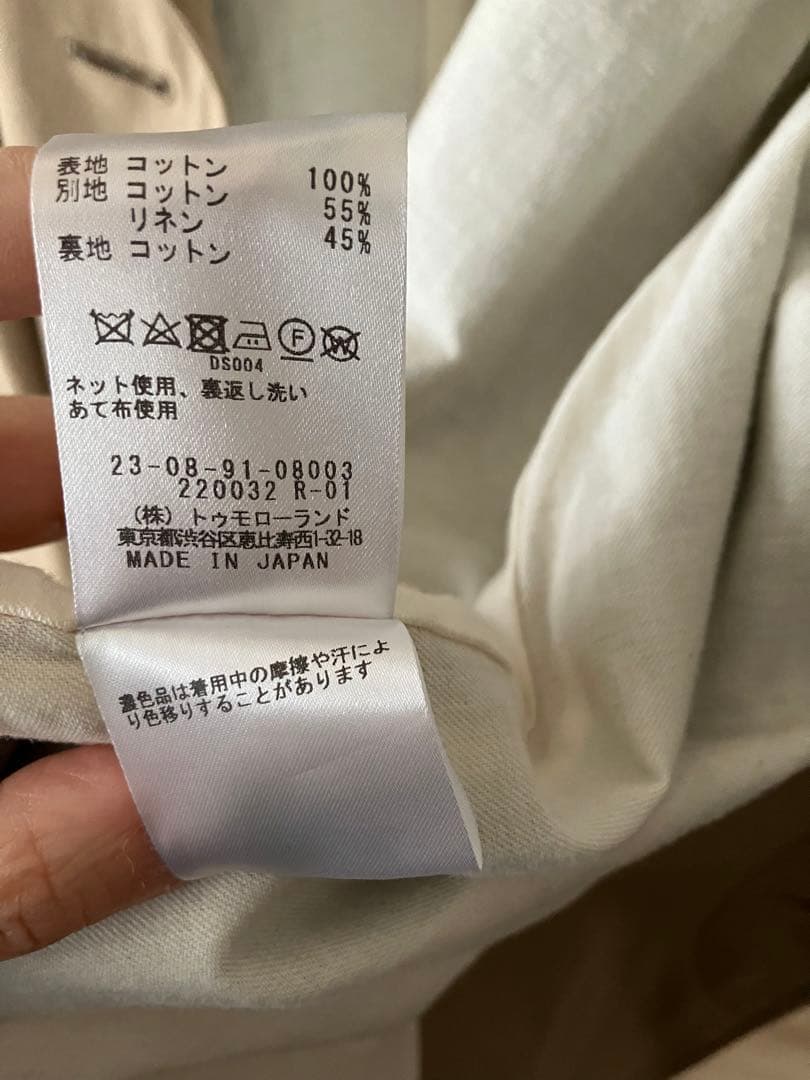 表地 コットン 100%
別地 コットン 55%
リネン 45%
裏地 コットン
F W
DS004
ネット使用、裏返し洗い
あて布使用
23-08-91-08003
220032 R-01
(株) トゥモローランド
東京都渋谷区恵比寿西1-32-18
MADE IN JAPAN
濃色品は着用中の摩擦や汗によ
り色移りすることがあります